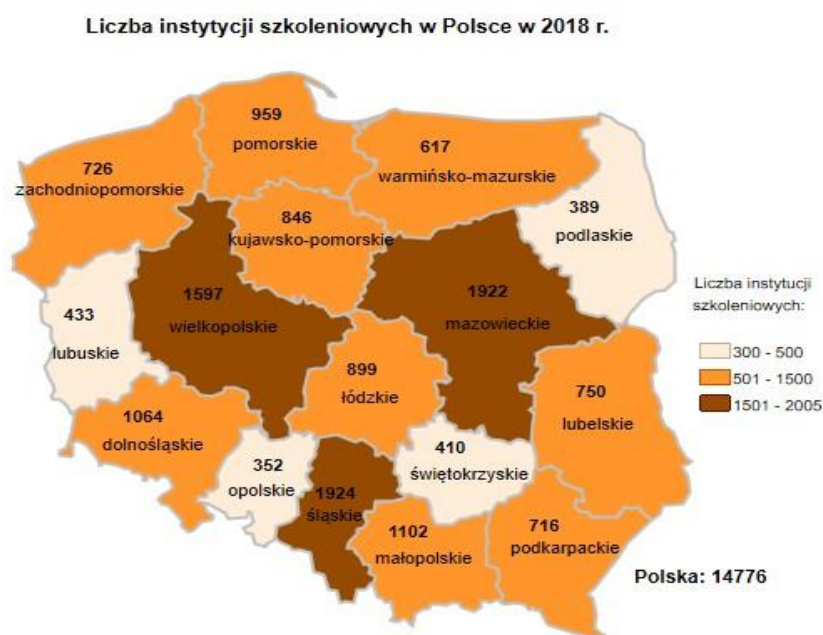 Liczba instytycji szkoleniowych w Polsce w 2018 r.
959
pomorskie
617
warmińsko-mazurskie
726
zachodniopomorskie
846
kujawsko-pomorskie
389
podlaskie
1597
wielkopolskie
1922
mazowieckie
433
lubuskie
899
łódzkie
750
lubelskie
1064
dolnośląskie
352
opolskie
1924
śląskie
410
świętokrzyskie
1102
małopolskie
716
podkarpackie
Liczba instytucji
szkoleniowych:
300 - 500
501 - 1500
1501 - 2005
Polska: 14776